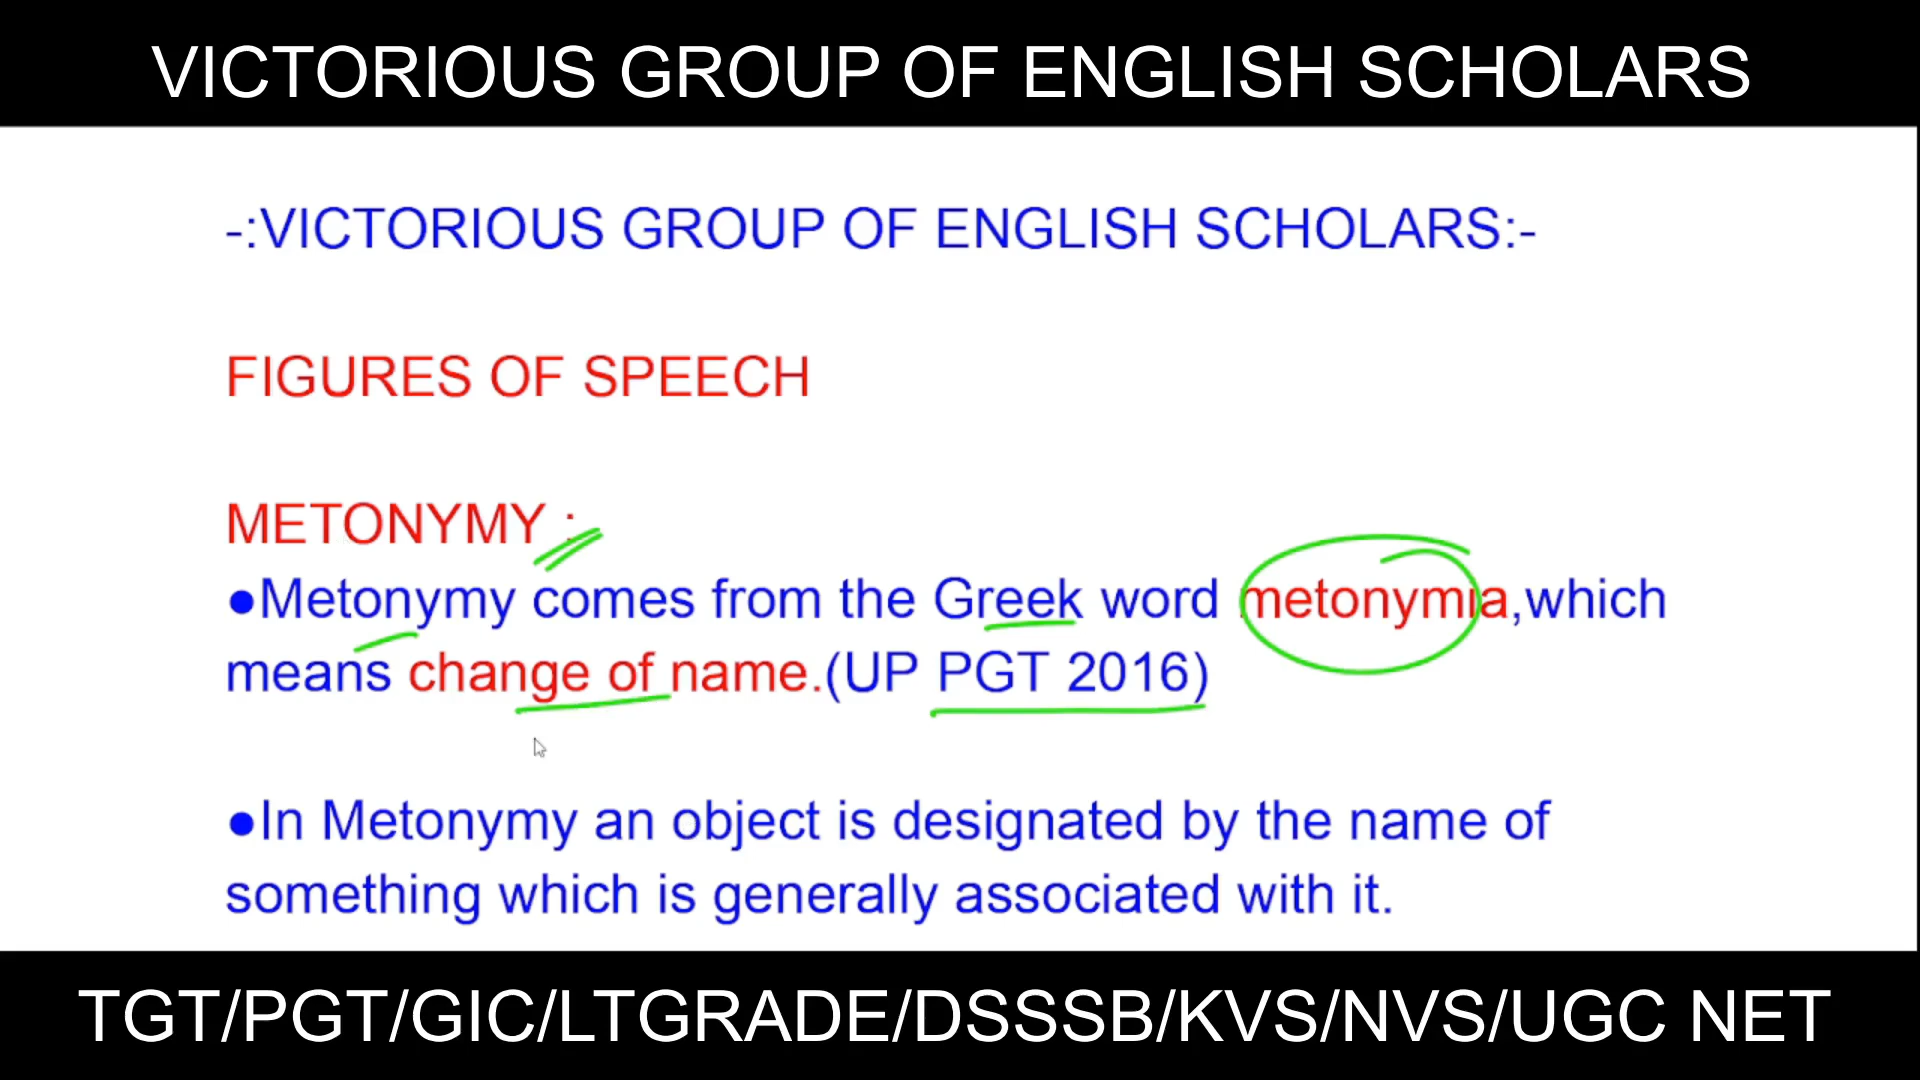 VICTORIOUS GROUP OF ENGLISH SCHOLARS
-:VICTORIOUS GROUP OF ENGLISH SCHOLARS:-
FIGURES OF SPEECH
METONYMY :
●Metonymy comes from the Greek word metonymia,which
means change of name.(UP PGT 2016)
●In Metonymy an object is designated by the name of
something which is generally associated with it.
TGT/PGT/GIC/LTGRADE/DSSSB/KVS/NVS/UGC NET